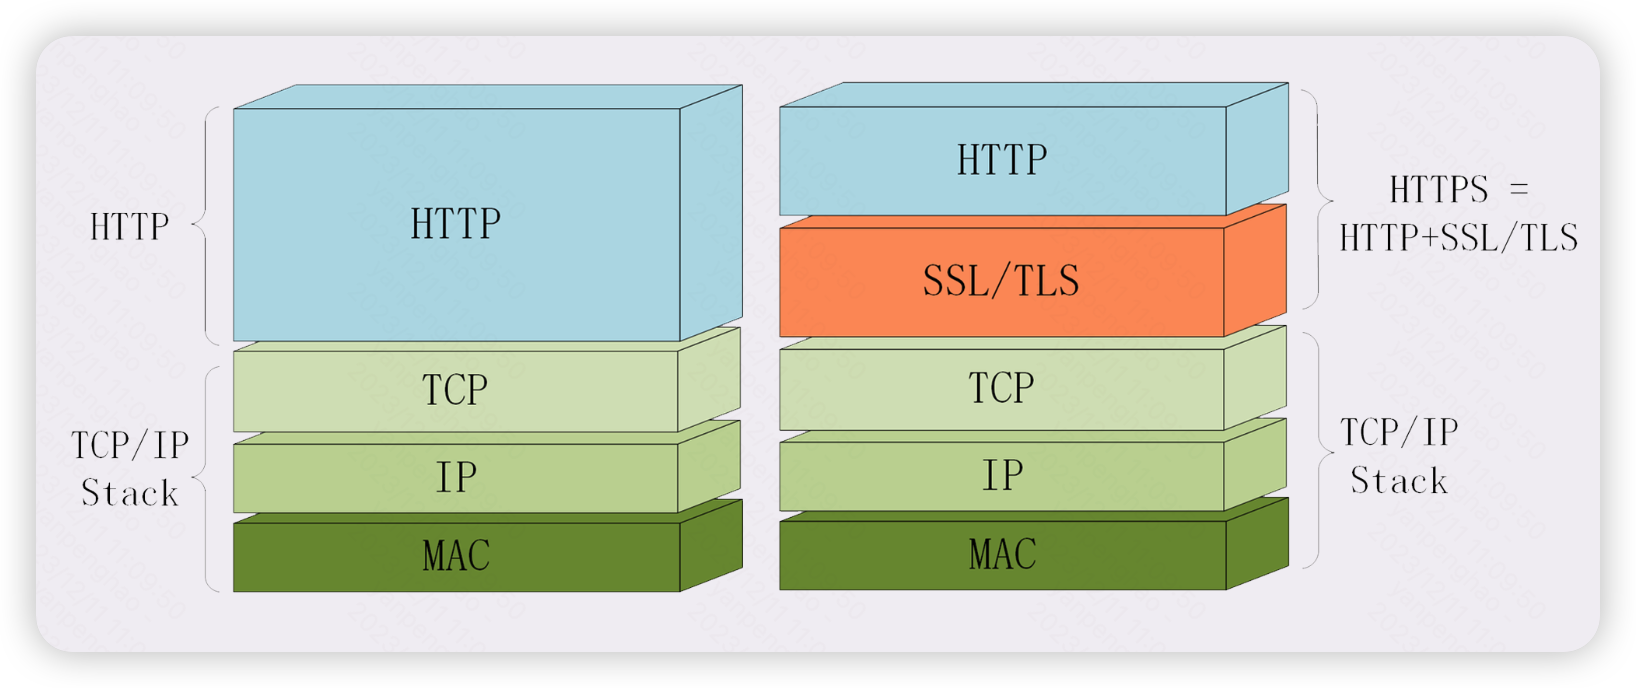 HTTP
TCP/IP
Stack
HTTP
TCP
IP
MAC
HTTP
SSL/TLS
TCP
IP
MAC
HTTPS =
HTTP+SSL/TLS
TCP/IP
Stack